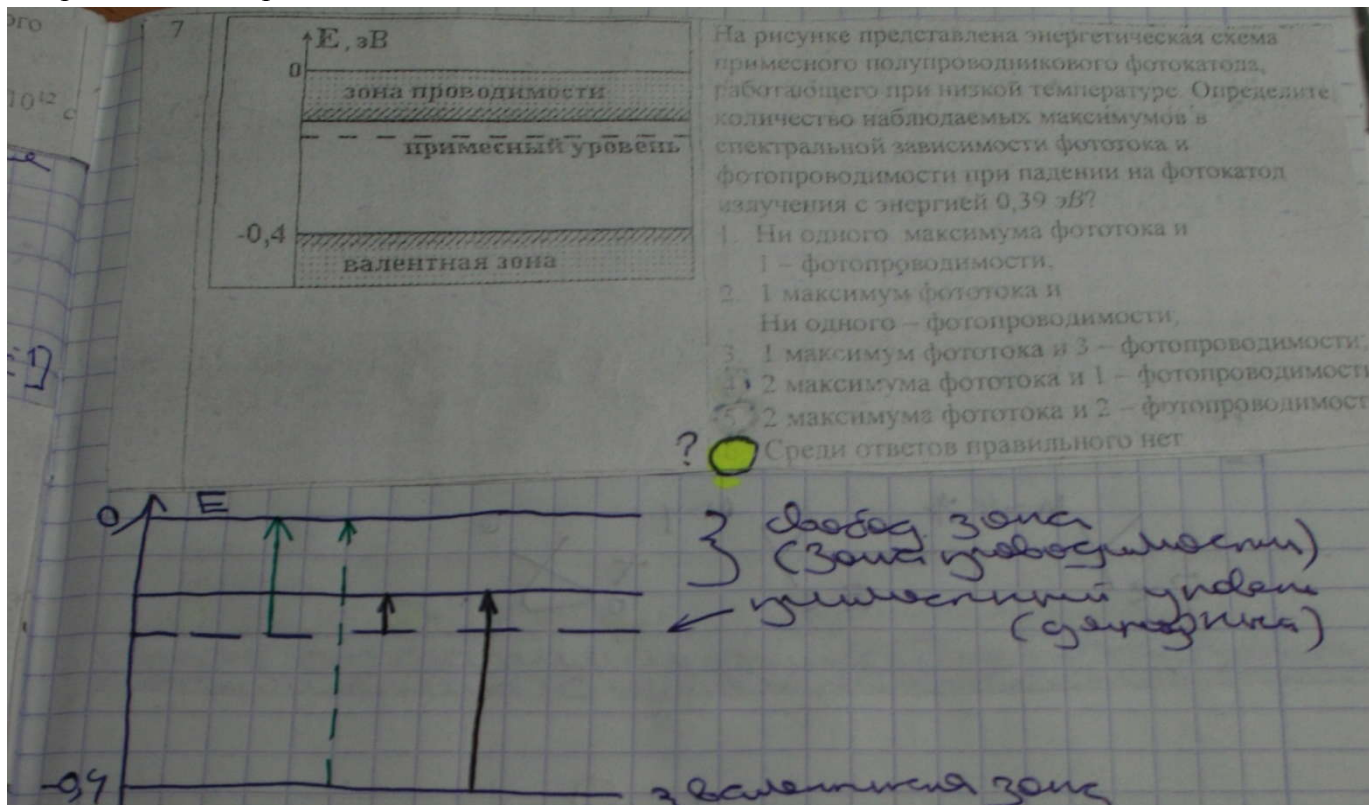 ого
10¹² с
7
E, эВ
0
зона проводимости
примесный уровень
-0,4
валентная зона
На рисунке представлена энергетическая схема
примесного полупроводникового фотокатода,
работающего при низкой температуре. Определите
количество наблюдаемых максимумов в
спектральной зависимости фототока и
фотопроводимости при падении на фотокатод
излучения с энергией 0,39 эВ?
1. Ни одного максимума фототока и
1 – фотопроводимости;
2. 1 максимум фототока и
Ни одного – фотопроводимости;
3. 1 максимум фототока и 3 – фотопроводимости;
2 максимума фототока и 1 – фотопроводимости
5. 2 максимума фототока и 2 – фотопроводимост
? Среди ответов правильного нет
0 E
свобод. зона
(Зона проводимости)
примесный уровень
-0,4
валентная зона